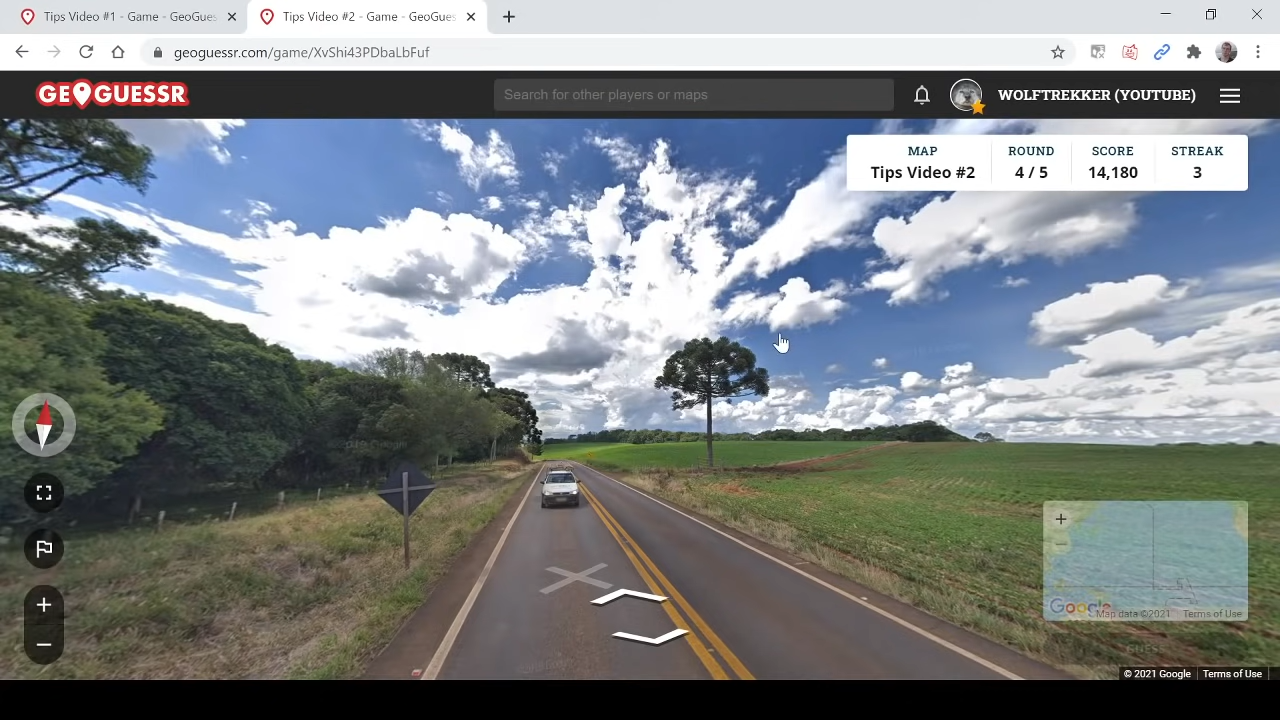 Tips Video #1 - Game - GeoGues
Tips Video #2 - Game - GeoGues
geoguessr.com/game/XvShi43PDbaLbFuf
GEOGUESSR
Search for other players or maps
WOLFTREKKER (YOUTUBE)
MAP
ROUND
SCORE
STREAK
Tips Video #2
4 / 5
14,180
3
Google
Map data ©2021
Terms of Use
GUESS
© 2021 Google
Terms of Use